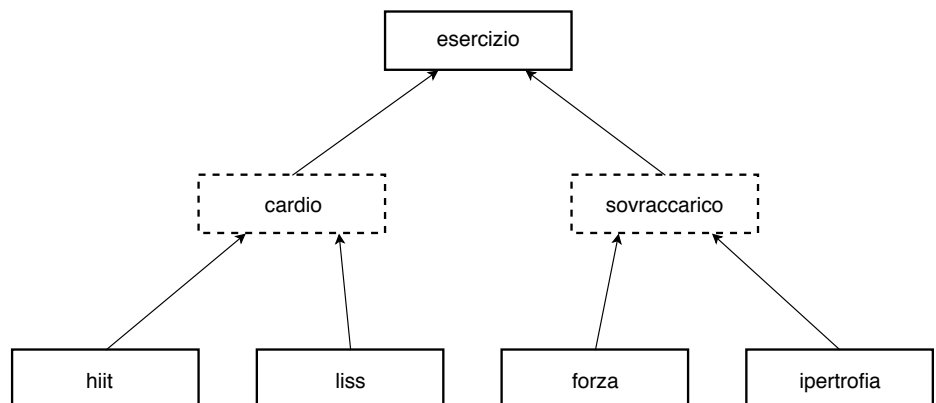 esercizio
cardio
sovraccarico
hiit
liss
forza
ipertrofia